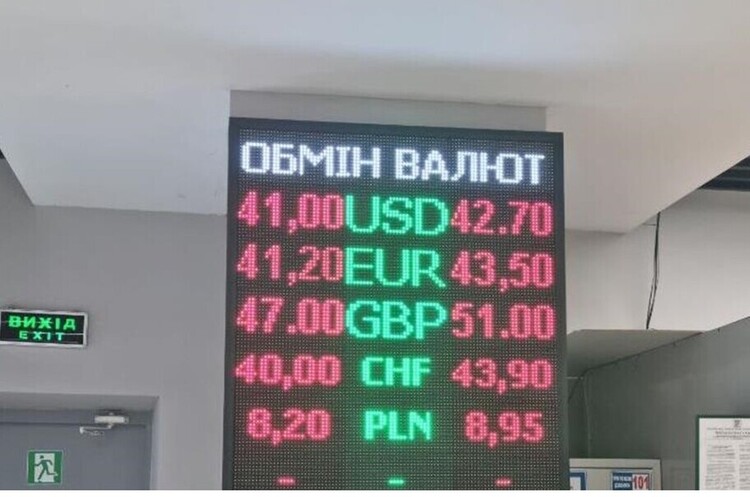 ОБМІН ВАЛЮТ
41,00 USD 42.70
41,20 EUR 43,50
47.00 GBP 51.00
40,00 CHF 43,90
8,20 PLN 8,95
- - -
ВИХІД
EXIT
101